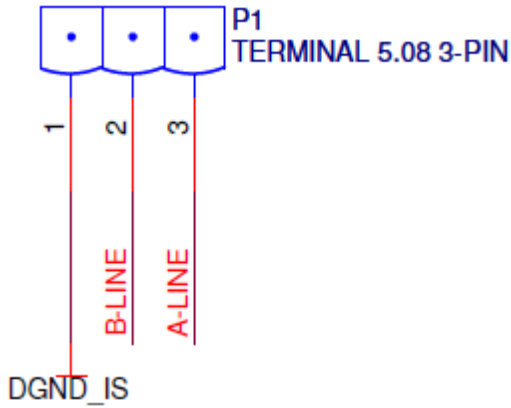 P1
TERMINAL 5.08 3-PIN
1
2
3
B-LINE
A-LINE
DGND_IS